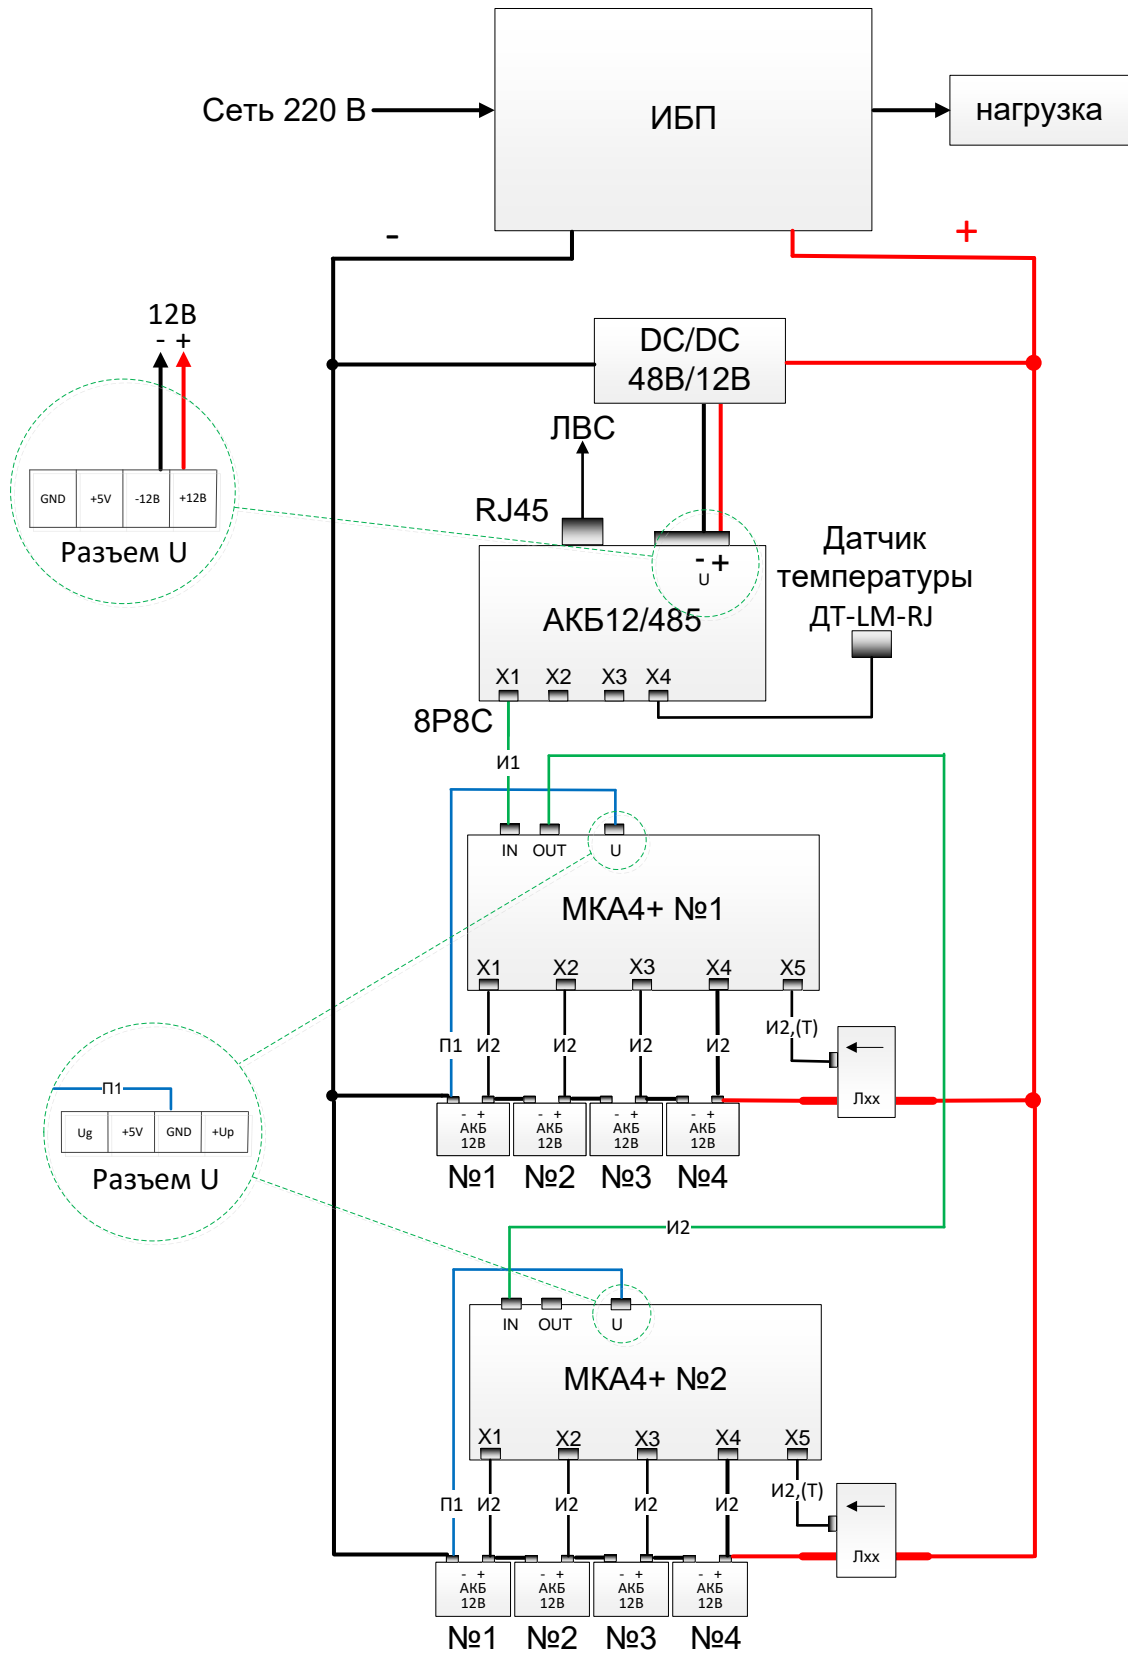 Сеть 220 В
ИБП
нагрузка
-
+
12В
- +
DC/DC
48В/12В
ЛВС
GND +5V -12В +12В
Разъем U
RJ45
- +
U
Датчик
температуры
ДТ-LM-RJ
АКБ12/485
X1 X2 X3 X4
8P8C
И1
IN OUT U
МКА4+ №1
X1 X2 X3 X4 X5
П1 И2 И2 И2 И2 И2,(Т)
Лхх
- + - + - + - +
АКБ АКБ АКБ АКБ
12В 12В 12В 12В
№1 №2 №3 №4
П1
Ug +5V GND +Up
Разъем U
И2
IN OUT U
МКА4+ №2
X1 X2 X3 X4 X5
П1 И2 И2 И2 И2 И2,(Т)
Лхх
- + - + - + - +
АКБ АКБ АКБ АКБ
12В 12В 12В 12В
№1 №2 №3 №4